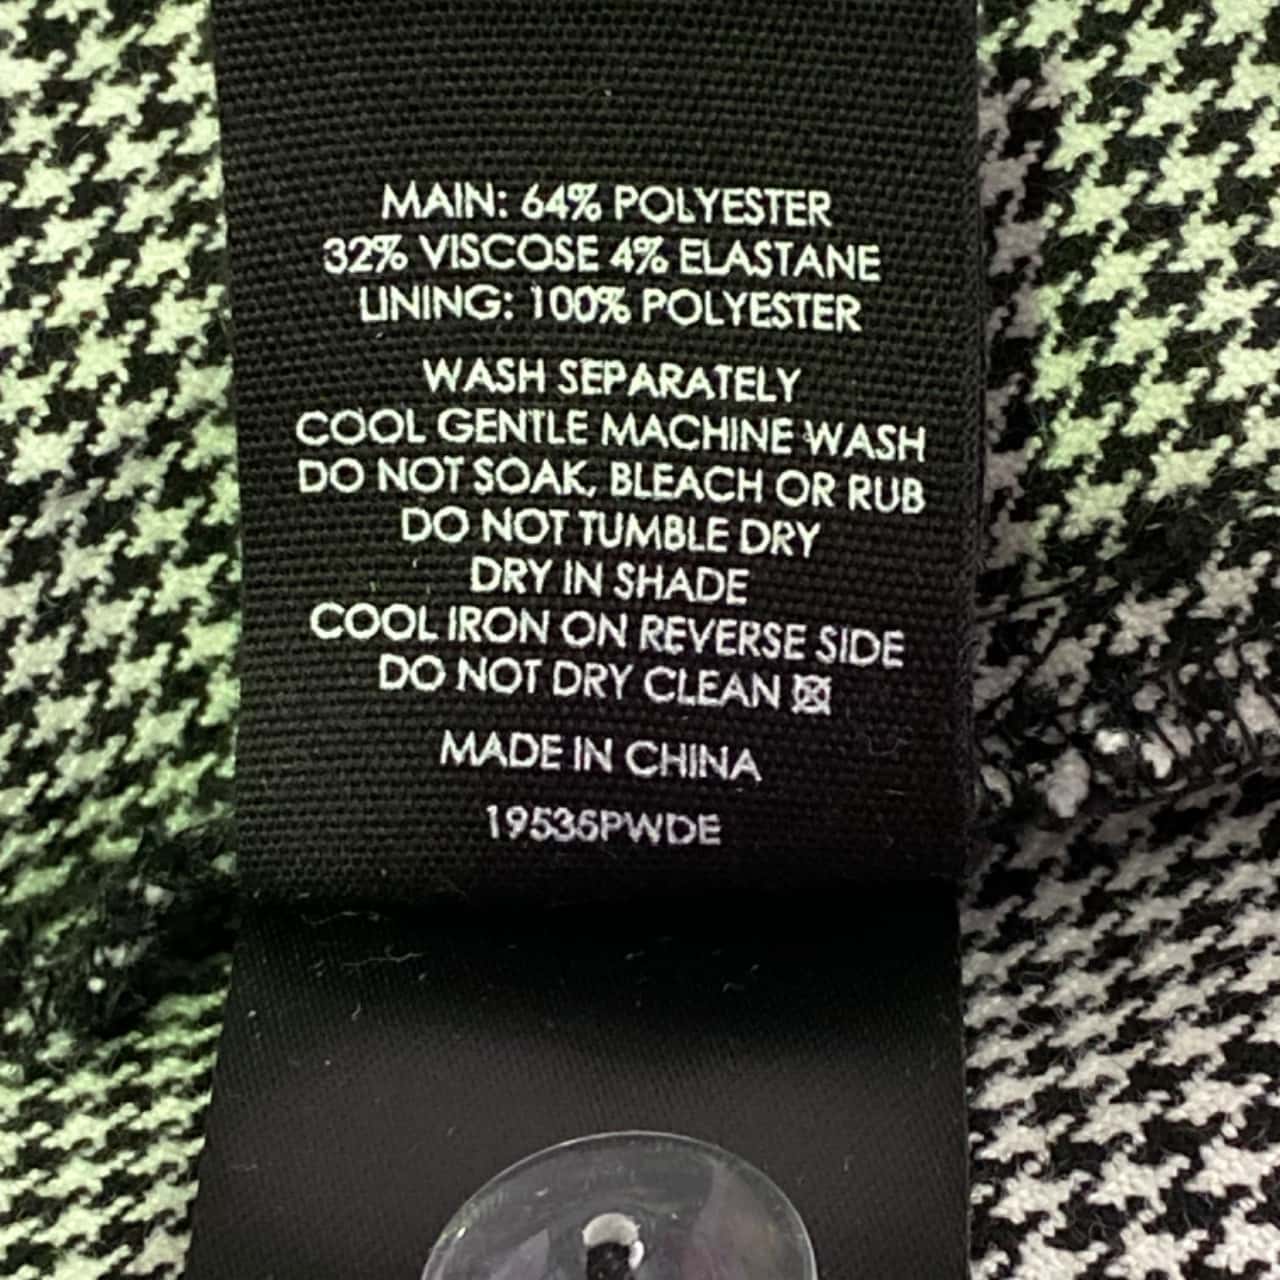 MAIN: 64% POLYESTER
32% VISCOSE 4% ELASTANE
LINING: 100% POLYESTER
WASH SEPARATELY
COOL GENTLE MACHINE WASH
DO NOT SOAK, BLEACH OR RUB
DO NOT TUMBLE DRY
DRY IN SHADE
COOL IRON ON REVERSE SIDE
DO NOT DRY CLEAN
MADE IN CHINA
19536PWDE